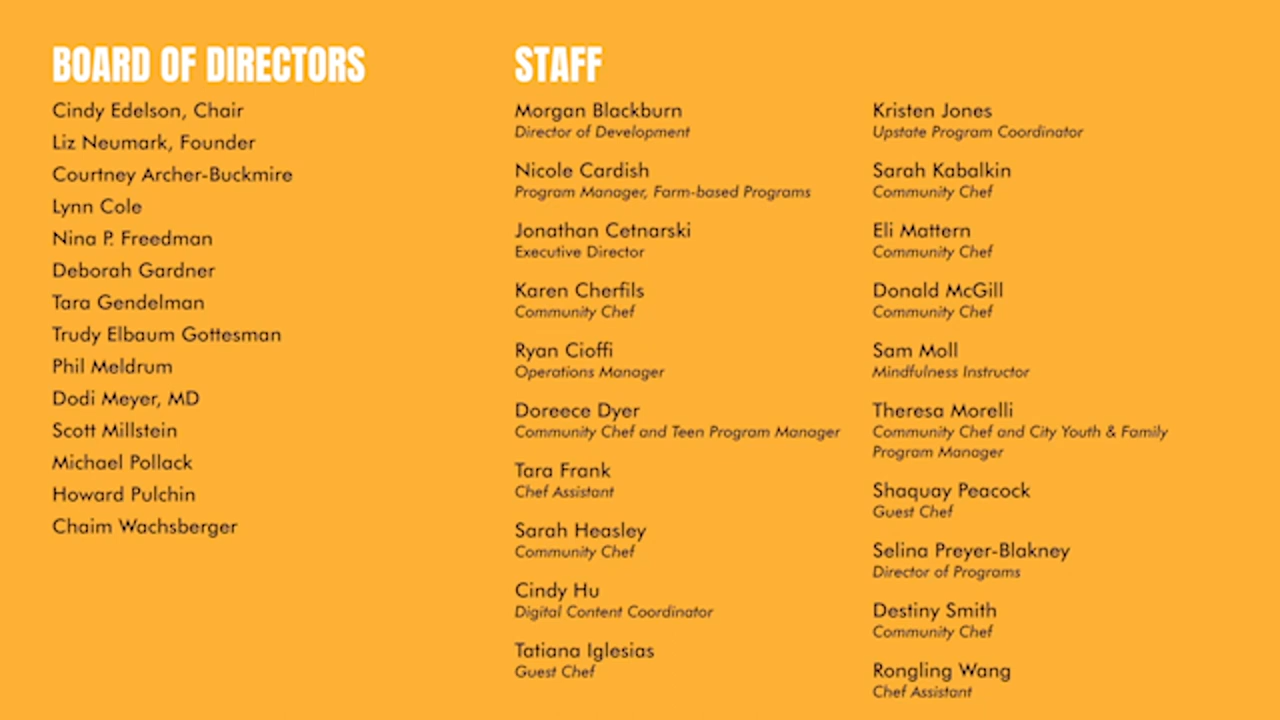 BOARD OF DIRECTORS
Cindy Edelson, Chair
Liz Neumark, Founder
Courtney Archer-Buckmire
Lynn Cole
Nina P. Freedman
Deborah Gardner
Tara Gendelman
Trudy Elbaum Gottesman
Phil Meldrum
Dodi Meyer, MD
Scott Millstein
Michael Pollack
Howard Pulchin
Chaim Wachsberger
STAFF
Morgan Blackburn
Director of Development
Nicole Cardish
Program Manager, Farm-based Programs
Jonathan Cetnarski
Executive Director
Karen Cherfils
Community Chef
Ryan Cioffi
Operations Manager
Doreece Dyer
Community Chef and Teen Program Manager
Tara Frank
Chef Assistant
Sarah Heasley
Community Chef
Cindy Hu
Digital Content Coordinator
Tatiana Iglesias
Guest Chef
Kristen Jones
Upstate Program Coordinator
Sarah Kabalkin
Community Chef
Eli Mattern
Community Chef
Donald McGill
Community Chef
Sam Moll
Mindfulness Instructor
Theresa Morelli
Community Chef and City Youth & Family
Program Manager
Shaquay Peacock
Guest Chef
Selina Preyer-Blakney
Director of Programs
Destiny Smith
Community Chef
Rongling Wang
Chef Assistant